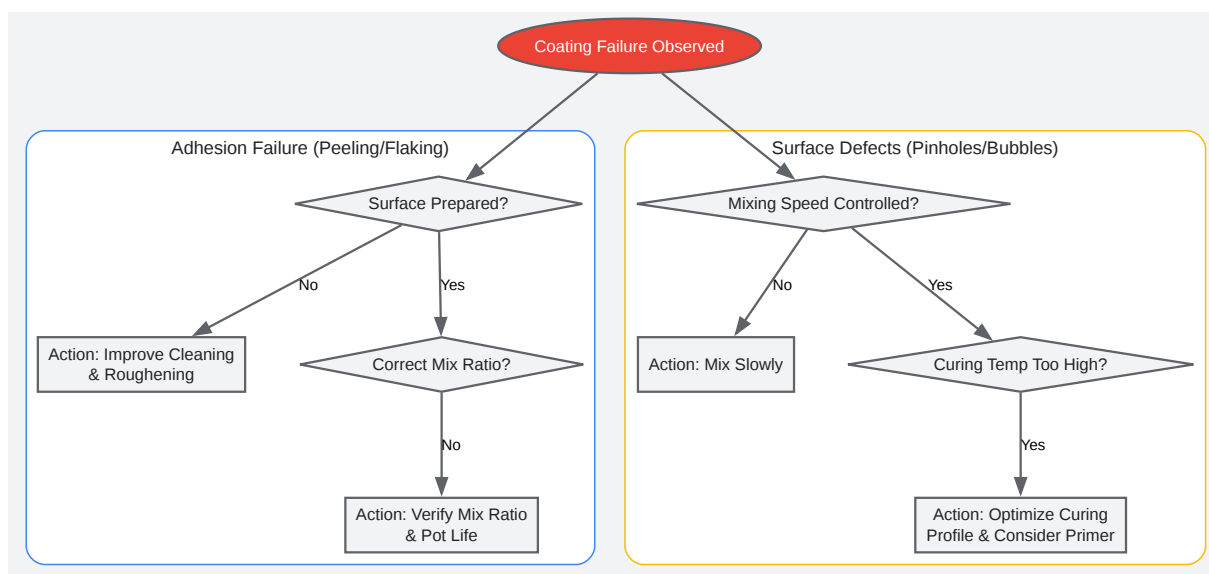 Coating Failure Observed
Adhesion Failure (Peeling/Flaking)
Surface Prepared?
No
Yes
Action: Improve Cleaning
& Roughening
Correct Mix Ratio?
No
Action: Verify Mix Ratio
& Pot Life
Surface Defects (Pinholes/Bubbles)
Mixing Speed Controlled?
No
Yes
Action: Mix Slowly
Curing Temp Too High?
Yes
Action: Optimize Curing
Profile & Consider Primer